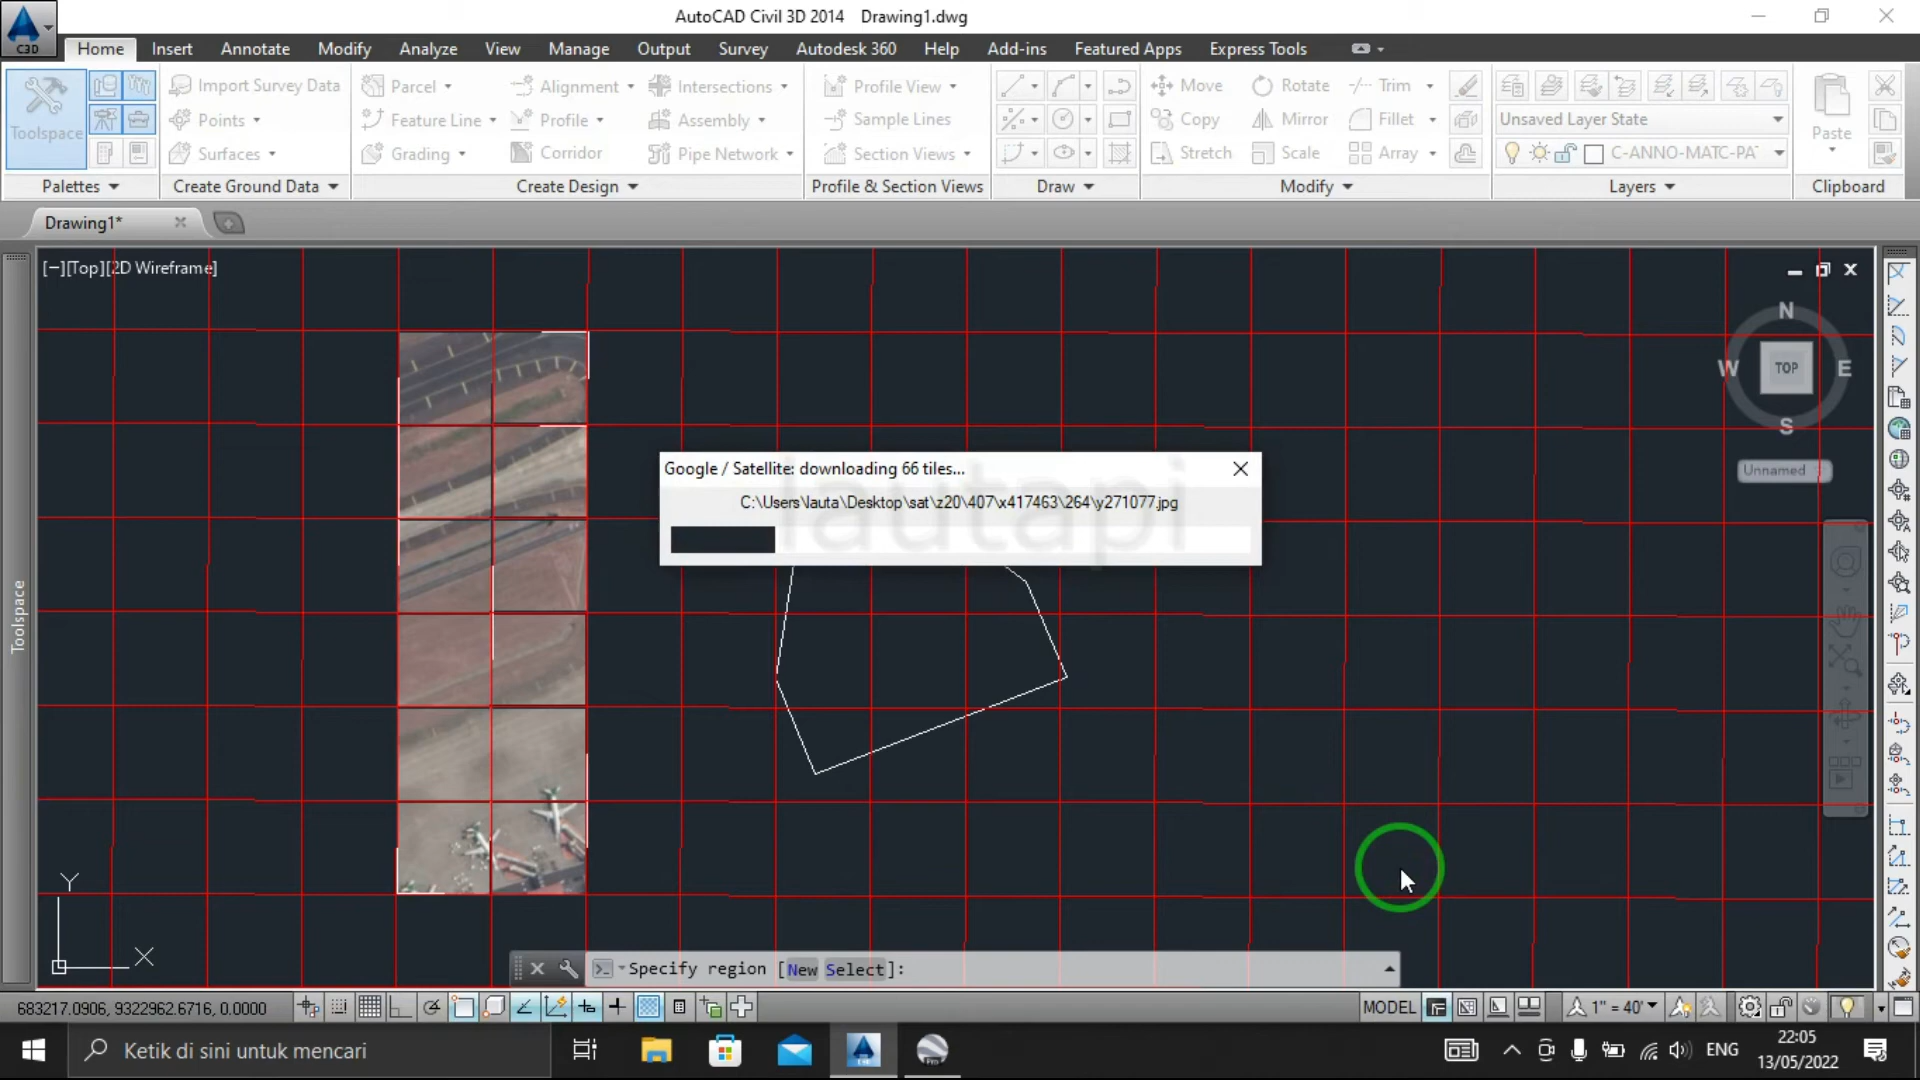 AutoCAD Civil 3D 2014 Drawing1.dwg
C3D
Home Insert Annotate Modify Analyze View Manage Output Survey Autodesk 360 Help Add-ins Featured Apps Express Tools
Toolspace
Import Survey Data
Points
Surfaces
Parcel
Feature Line
Grading
Alignment
Profile
Corridor
Intersections
Assembly
Pipe Network
Profile View
Sample Lines
Section Views
Move
Copy
Stretch
Rotate
Mirror
Scale
Trim
Fillet
Array
Unsaved Layer State
C-ANNO-MATC-PA
Paste
Palettes Create Ground Data Create Design Profile & Section Views Draw Modify Layers Clipboard
Drawing1*
[−][Top][2D Wireframe]
N
W TOP E
S
Unnamed
Google / Satellite: downloading 66 tiles...
C:\Users\lauta\Desktop\sat\z20\407\x417463\264\y271077.jpg
lautapi
Toolspace
Y
X
Specify region [New Select]:
683217.0906, 9322962.6716, 0.0000
MODEL
1" = 40'
Ketik di sini untuk mencari
ENG
22:05
13/05/2022